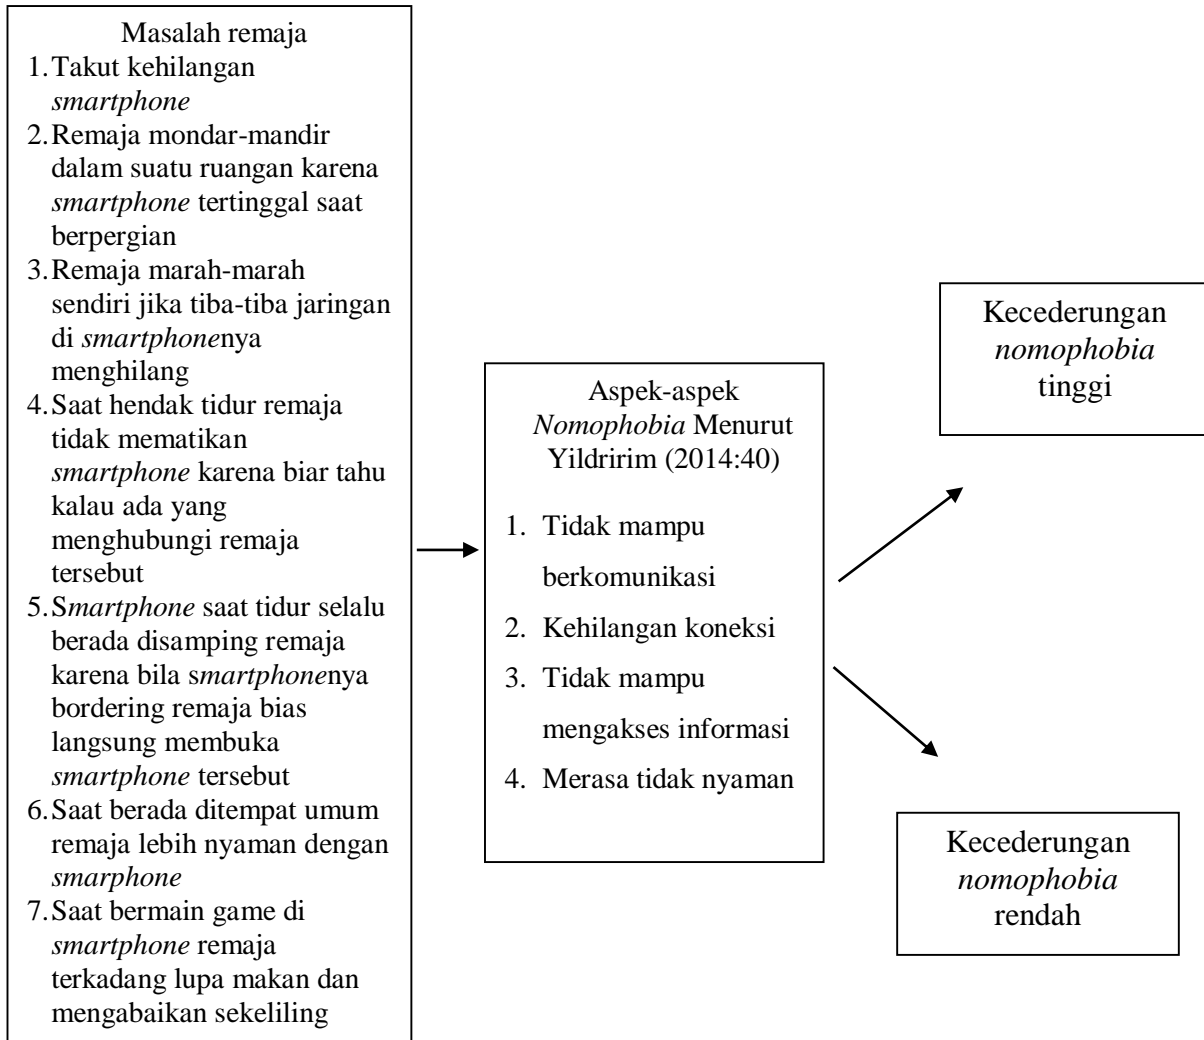 Masalah remaja
1. Takut kehilangan
smartphone
2. Remaja mondar-mandir
dalam suatu ruangan karena
smartphone tertinggal saat
berpergian
3. Remaja marah-marah
sendiri jika tiba-tiba jaringan
di smartphonenya
menghilang
4. Saat hendak tidur remaja
tidak mematikan
smartphone karena biar tahu
kalau ada yang
menghubungi remaja
tersebut
5. Smartphone saat tidur selalu
berada disamping remaja
karena bila smartphonenya
bordering remaja bias
langsung membuka
smartphone tersebut
6. Saat berada ditempat umum
remaja lebih nyaman dengan
smarphone
7. Saat bermain game di
smartphone remaja
terkadang lupa makan dan
mengabaikan sekeliling
Aspek-aspek
Nomophobia Menurut
Yildririm (2014:40)
1. Tidak mampu
berkomunikasi
2. Kehilangan koneksi
3. Tidak mampu
mengakses informasi
4. Merasa tidak nyaman
Kecederungan
nomophobia
tinggi
Kecederungan
nomophobia
rendah